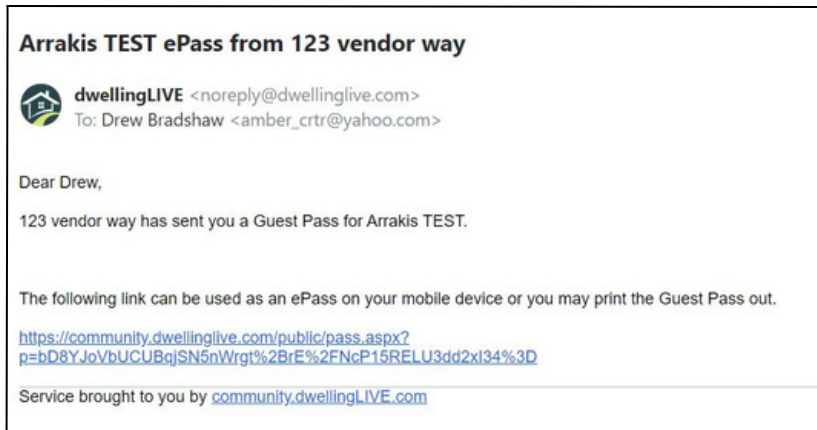 Arrakis TEST ePass from 123 vendor way
dwellingLIVE <noreply@dwellinglive.com>
To: Drew Bradshaw <amber_crtr@yahoo.com>
Dear Drew,
123 vendor way has sent you a Guest Pass for Arrakis TEST.
The following link can be used as an ePass on your mobile device or you may print the Guest Pass out.
https://community.dwellinglive.com/public/pass.aspx?
p=bD8YJoVbUCUBqjSN5nWrgt%2BrE%2FNcP15RELU3dd2xI34%3D
Service brought to you by community.dwellingLIVE.com